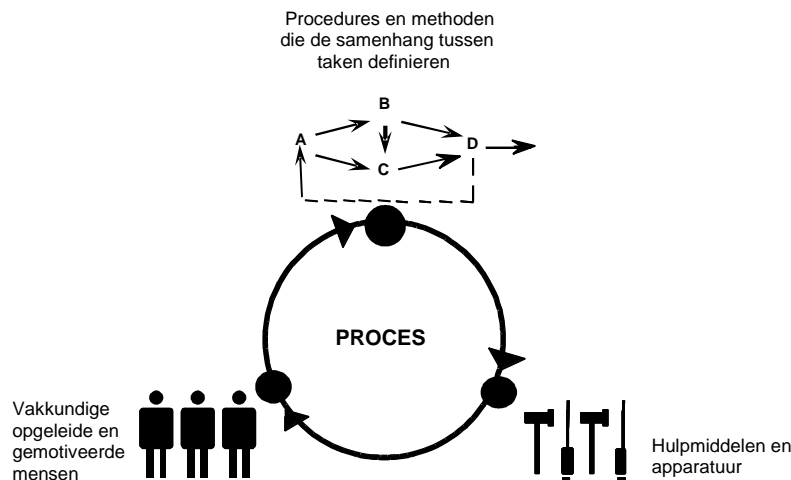 Procedures en methoden
die de samenhang tussen
taken definieren
B
A
D
C
PROCES
Vakkundige
opgeleide en
gemotiveerde
mensen
Hulpmiddelen en
apparatuur